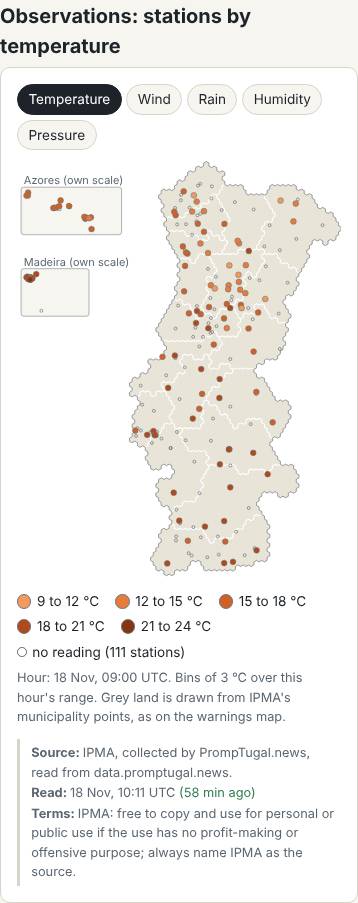 Observations: stations by
temperature
Temperature
Wind
Rain
Humidity
Pressure
Azores (own scale)
Madeira (own scale)
9 to 12 °C
12 to 15 °C
15 to 18 °C
18 to 21 °C
21 to 24 °C
no reading (111 stations)
Hour: 18 Nov, 09:00 UTC. Bins of 3 °C over this
hour's range. Grey land is drawn from IPMA's
municipality points, as on the warnings map.
Source: IPMA, collected by PrompTugal.news,
read from data.promptugal.news.
Read: 18 Nov, 10:11 UTC (58 min ago)
Terms: IPMA: free to copy and use for personal or
public use if the use has no profit-making or
offensive purpose; always name IPMA as the
source.